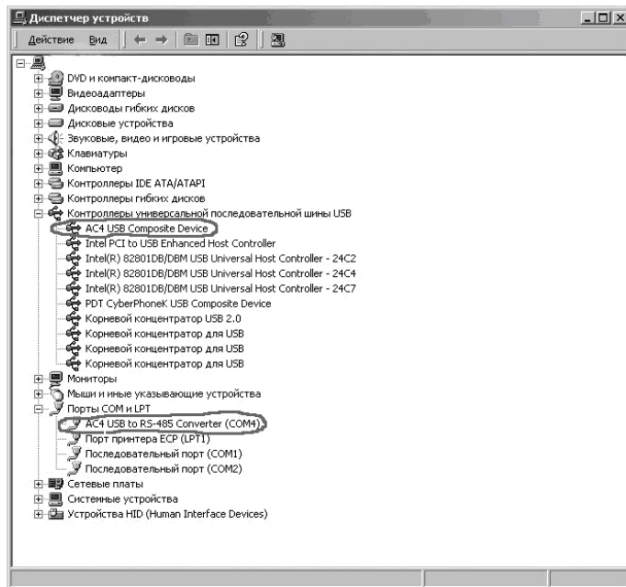 Диспетчер устройств
Действие Вид
DVD и компакт-дисководы
Видеоадаптеры
Дисководы гибких дисков
Дисковые устройства
Звуковые, видео и игровые устройства
Клавиатуры
Компьютер
Контроллеры IDE ATA/ATAPI
Контроллеры гибких дисков
Контроллеры универсальной последовательной шины USB
AC4 USB Composite Device
Intel PCI to USB Enhanced Host Controller
Intel(R) 82801DB/DBM USB Universal Host Controller - 24C2
Intel(R) 82801DB/DBM USB Universal Host Controller - 24C4
Intel(R) 82801DB/DBM USB Universal Host Controller - 24C7
PDT CyberPhoneK USB Composite Device
Корневой концентратор USB 2.0
Корневой концентратор для USB
Корневой концентратор для USB
Корневой концентратор для USB
Мониторы
Мыши и иные указывающие устройства
Порты COM и LPT
AC4 USB to RS-485 Converter (COM4)
Порт принтера ECP (LPT1)
Последовательный порт (COM1)
Последовательный порт (COM2)
Сетевые платы
Системные устройства
Устройства HID (Human Interface Devices)